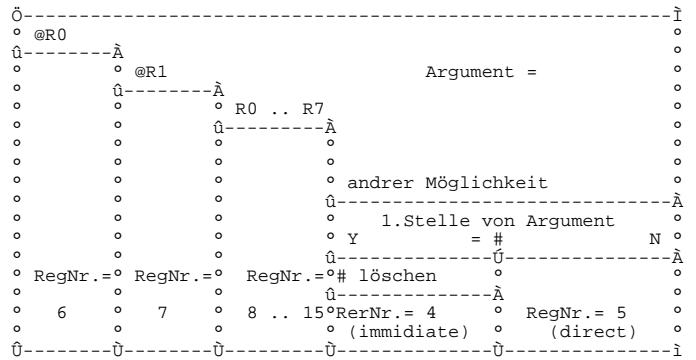 @R0
@R1 Argument =
R0 .. R7
andrer Möglichkeit
1.Stelle von Argument
Y = # N
RegNr.= RegNr.= RegNr.= # löschen
6 7 8 .. 15 RerNr.= 4 RegNr.= 5
(immidiate) (direct)